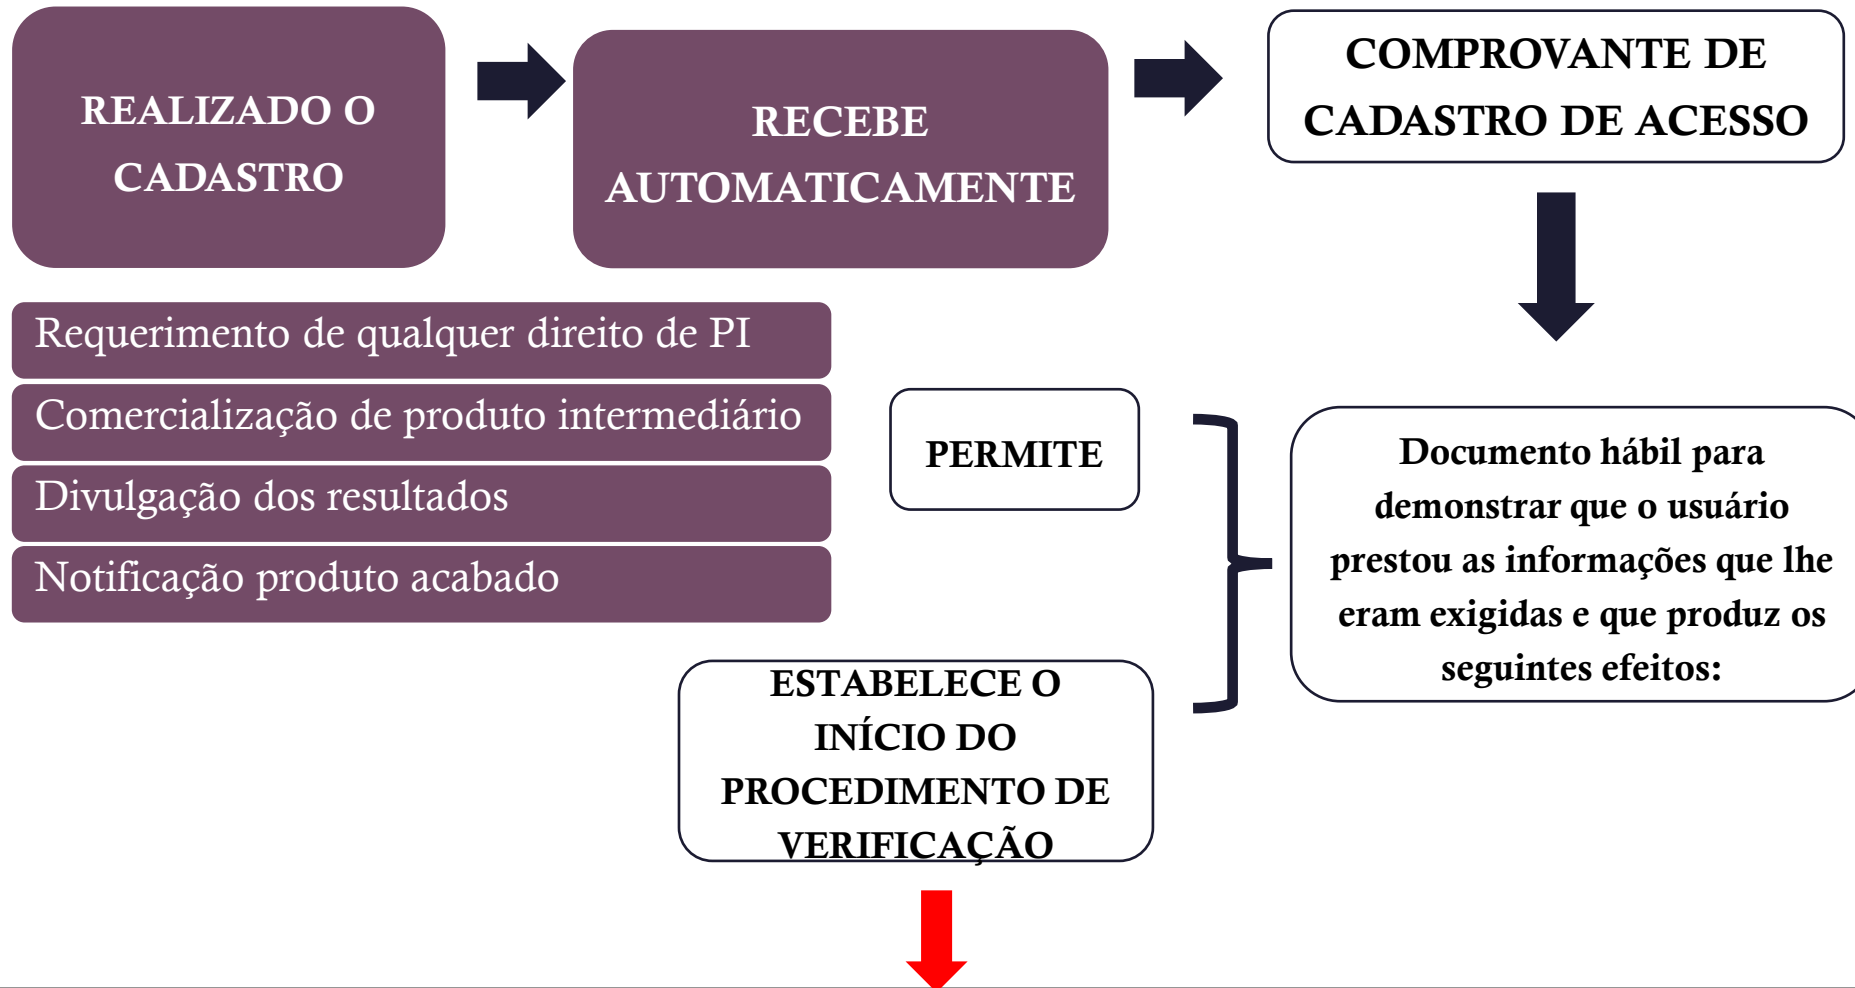 REALIZADO O
CADASTRO
RECEBE
AUTOMATICAMENTE
COMPROVANTE DE
CADASTRO DE ACESSO
Requerimento de qualquer direito de PI
Comercialização de produto intermediário
Divulgação dos resultados
Notificação produto acabado
PERMITE
Documento hábil para
demonstrar que o usuário
prestou as informações que lhe
eram exigidas e que produz os
seguintes efeitos:
ESTABELECE O
INÍCIO DO
PROCEDIMENTO DE
VERIFICAÇÃO